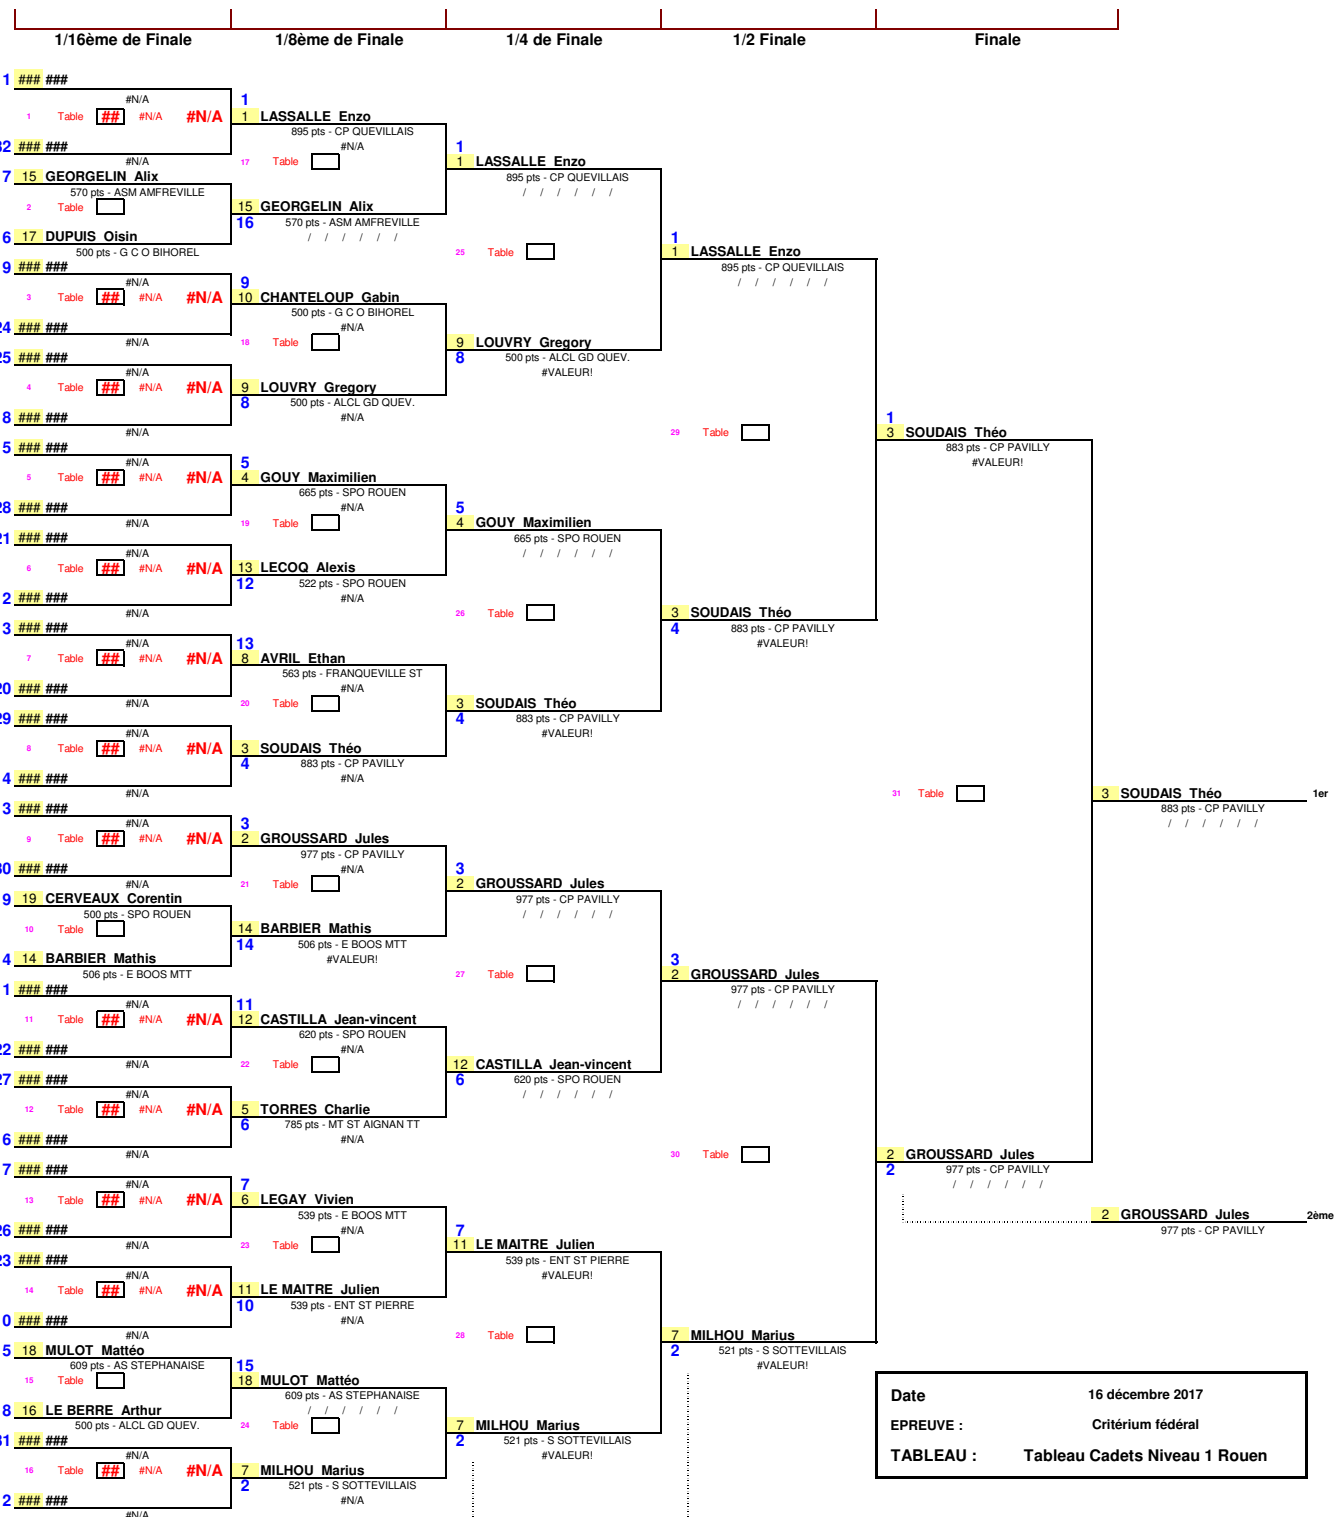 1/16ème de Finale 1/8ème de Finale 1/4 de Finale 1/2 Finale Finale
1 ### ###
#N/A
1 Table ## #N/A #N/A
32 ### ###
#N/A
7 15 GEORGELIN Alix
570 pts - ASM AMFREVILLE
2 Table
6 17 DUPUIS Oisin
500 pts - G C O BIHOREL
9 ### ###
#N/A
3 Table ## #N/A #N/A
24 ### ###
#N/A
25 ### ###
#N/A
4 Table ## #N/A #N/A
8 ### ###
#N/A
5 ### ###
#N/A
5 Table ## #N/A #N/A
28 ### ###
#N/A
21 ### ###
#N/A
6 Table ## #N/A #N/A
2 ### ###
#N/A
3 ### ###
#N/A
7 Table ## #N/A #N/A
20 ### ###
#N/A
29 ### ###
#N/A
8 Table ## #N/A #N/A
4 ### ###
#N/A
3 ### ###
#N/A
9 Table ## #N/A #N/A
30 ### ###
#N/A
9 19 CERVEAUX Corentin
500 pts - SPO ROUEN
10 Table
4 14 BARBIER Mathis
506 pts - E BOOS MTT
1 ### ###
#N/A
11 Table ## #N/A #N/A
22 ### ###
#N/A
27 ### ###
#N/A
12 Table ## #N/A #N/A
6 ### ###
#N/A
7 ### ###
#N/A
13 Table ## #N/A #N/A
26 ### ###
#N/A
23 ### ###
#N/A
14 Table ## #N/A #N/A
0 ### ###
#N/A
5 18 MULOT Mattéo
609 pts - AS STEPHANAISE
15 Table
8 16 LE BERRE Arthur
500 pts - ALCL GD QUEV.
31 ### ###
#N/A
16 Table ## #N/A #N/A
2 ### ###
#N/A
1
1 LASSALLE Enzo
895 pts - CP QUEVILLAIS
#N/A
17 Table
15 GEORGELIN Alix
16 570 pts - ASM AMFREVILLE
/ / / / / /
9
10 CHANTELOUP Gabin
500 pts - G C O BIHOREL
#N/A
18 Table
9 LOUVRY Gregory
8 500 pts - ALCL GD QUEV.
#N/A
5
4 GOUY Maximilien
665 pts - SPO ROUEN
#N/A
19 Table
13 LECOQ Alexis
12 522 pts - SPO ROUEN
#N/A
13
8 AVRIL Ethan
563 pts - FRANQUEVILLE ST
#N/A
20 Table
3 SOUDAIS Théo
4 883 pts - CP PAVILLY
#N/A
3
2 GROUSSARD Jules
977 pts - CP PAVILLY
#N/A
21 Table
14 BARBIER Mathis
14 506 pts - E BOOS MTT
#VALEUR!
11
12 CASTILLA Jean-vincent
620 pts - SPO ROUEN
#N/A
22 Table
5 TORRES Charlie
6 785 pts - MT ST AIGNAN TT
#N/A
7
6 LEGAY Vivien
539 pts - E BOOS MTT
#N/A
23 Table
11 LE MAITRE Julien
10 539 pts - ENT ST PIERRE
#N/A
15
18 MULOT Mattéo
609 pts - AS STEPHANAISE
/ / / / / /
24 Table
7 MILHOU Marius
2 521 pts - S SOTTEVILLAIS
#N/A
1
1 LASSALLE Enzo
895 pts - CP QUEVILLAIS
/ / / / / /
25 Table
9 LOUVRY Gregory
8 500 pts - ALCL GD QUEV.
#VALEUR!
5
4 GOUY Maximilien
665 pts - SPO ROUEN
/ / / / / /
26 Table
3 SOUDAIS Théo
4 883 pts - CP PAVILLY
#VALEUR!
3
2 GROUSSARD Jules
977 pts - CP PAVILLY
/ / / / / /
27 Table
12 CASTILLA Jean-vincent
6 620 pts - SPO ROUEN
/ / / / / /
7
11 LE MAITRE Julien
539 pts - ENT ST PIERRE
#VALEUR!
28 Table
7 MILHOU Marius
2 521 pts - S SOTTEVILLAIS
#VALEUR!
1
1 LASSALLE Enzo
895 pts - CP QUEVILLAIS
/ / / / / /
29 Table
3 SOUDAIS Théo
4 883 pts - CP PAVILLY
#VALEUR!
3
2 GROUSSARD Jules
977 pts - CP PAVILLY
/ / / / / /
30 Table
7 MILHOU Marius
2 521 pts - S SOTTEVILLAIS
#VALEUR!
1
3 SOUDAIS Théo
883 pts - CP PAVILLY
#VALEUR!
31 Table
2 GROUSSARD Jules
2 977 pts - CP PAVILLY
/ / / / / /
3 SOUDAIS Théo 1er
883 pts - CP PAVILLY
/ / / / / /
2 GROUSSARD Jules 2ème
977 pts - CP PAVILLY
Date 16 décembre 2017
EPREUVE : Critérium fédéral
TABLEAU : Tableau Cadets Niveau 1 Rouen